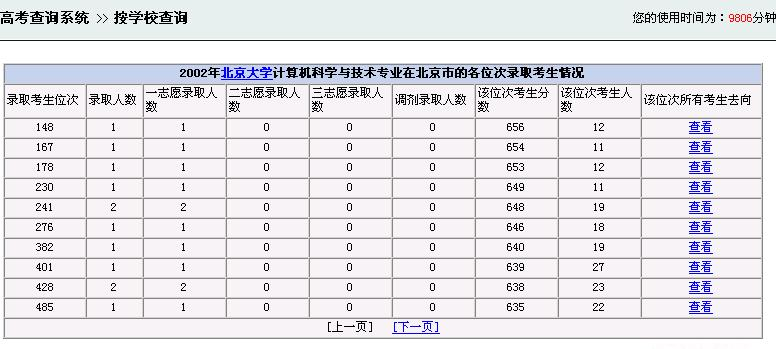 高考查询系统 >> 按学校查询 您的使用时间为：9806分钟
2002年北京大学计算机科学与技术专业在北京市的各位次录取考生情况
录取考生位次 录取人数 一志愿录取人数 二志愿录取人数 三志愿录取人数 调剂录取人数 该位次考生分数 该位次考生人数 该位次所有考生去向
148 1 1 0 0 0 656 12 查看
167 1 1 0 0 0 654 11 查看
178 1 1 0 0 0 653 12 查看
230 1 1 0 0 0 649 11 查看
241 2 2 0 0 0 648 19 查看
276 1 1 0 0 0 646 18 查看
382 1 1 0 0 0 640 19 查看
401 1 1 0 0 0 639 27 查看
428 2 2 0 0 0 638 23 查看
485 1 1 0 0 0 635 22 查看
[上一页] [下一页]